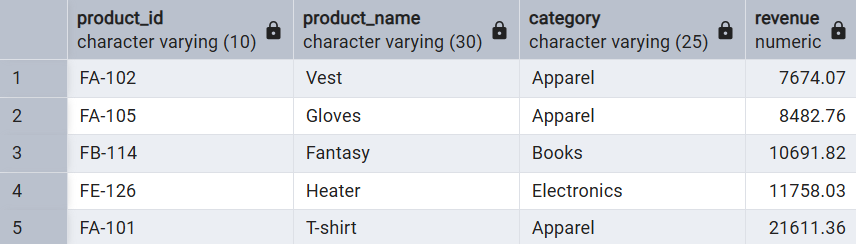 product_id product_name category revenue
character varying (10) character varying (30) character varying (25) numeric
1 FA-102 Vest Apparel 7674.07
2 FA-105 Gloves Apparel 8482.76
3 FB-114 Fantasy Books 10691.82
4 FE-126 Heater Electronics 11758.03
5 FA-101 T-shirt Apparel 21611.36